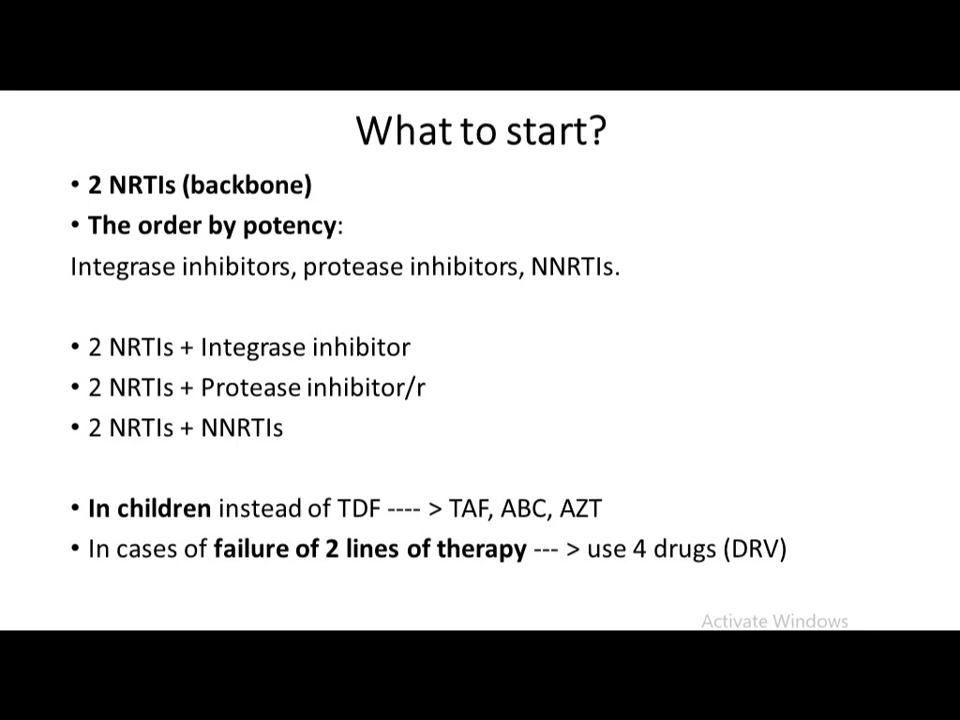 What to start?
• 2 NRTIs (backbone)
• The order by potency:
Integrase inhibitors, protease inhibitors, NNRTIs.
• 2 NRTIs + Integrase inhibitor
• 2 NRTIs + Protease inhibitor/r
• 2 NRTIs + NNRTIs
• In children instead of TDF ---- > TAF, ABC, AZT
• In cases of failure of 2 lines of therapy --- > use 4 drugs (DRV)
Activate Windows